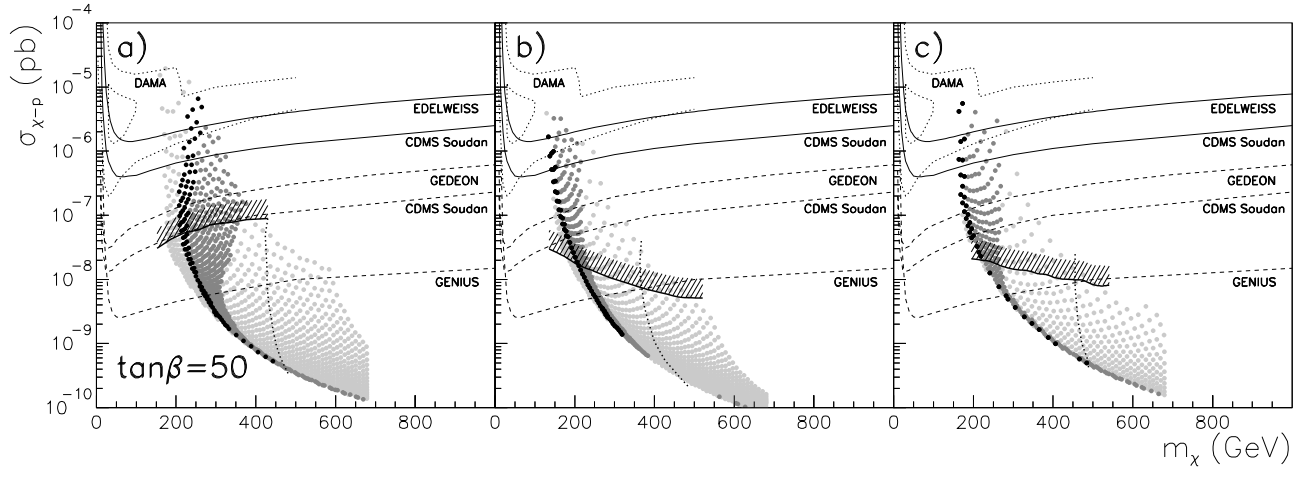 σχ-p (pb)
10-4
10-5
10-6
10-7
10-8
10-9
10-10
a)
DAMA
EDELWEISS
CDMS Soudan
GEDEON
CDMS Soudan
GENIUS
tanβ=50
0 200 400 600 800
b)
DAMA
EDELWEISS
CDMS Soudan
GEDEON
CDMS Soudan
GENIUS
0 200 400 600 800
c)
DAMA
EDELWEISS
CDMS Soudan
GEDEON
CDMS Soudan
GENIUS
0 200 400 600 800
mχ (GeV)